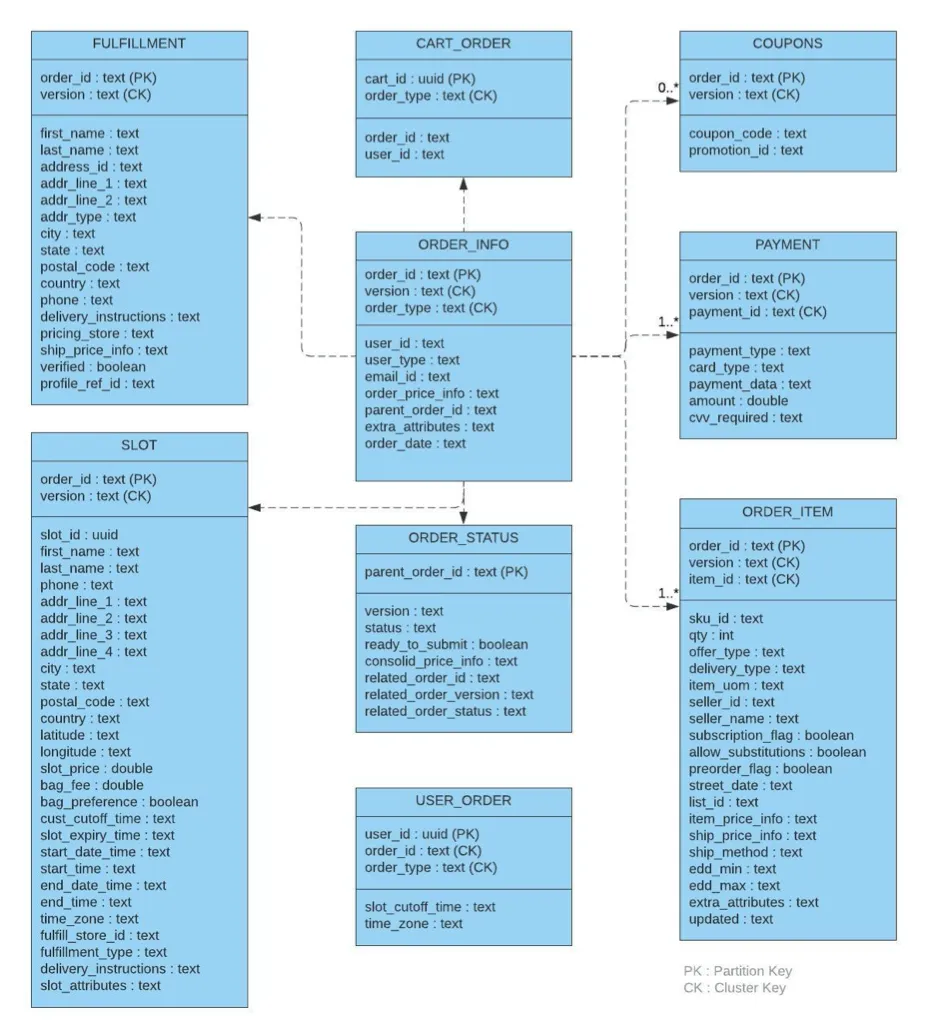 FULFILLMENT
order_id : text (PK)
version : text (CK)
first_name : text
last_name : text
address_id : text
addr_line_1 : text
addr_line_2 : text
addr_type : text
city : text
state : text
postal_code : text
country : text
phone : text
delivery_instructions : text
pricing_store : text
ship_price_info : text
verified : boolean
profile_ref_id : text
SLOT
order_id : text (PK)
version : text (CK)
slot_id : uuid
first_name : text
last_name : text
phone : text
addr_line_1 : text
addr_line_2 : text
addr_line_3 : text
addr_line_4 : text
city : text
state : text
postal_code : text
country : text
latitude : text
longitude : text
slot_price : double
bag_fee : double
bag_preference : boolean
cust_cutoff_time : text
slot_expiry_time : text
start_date_time : text
start_time : text
end_date_time : text
end_time : text
time_zone : text
fulfill_store_id : text
fulfillment_type : text
delivery_instructions : text
slot_attributes : text
CART_ORDER
cart_id : uuid (PK)
order_type : text (CK)
order_id : text
user_id : text
ORDER_INFO
order_id : text (PK)
version : text (CK)
order_type : text (CK)
user_id : text
user_type : text
email_id : text
order_price_info : text
parent_order_id : text
extra_attributes : text
order_date : text
ORDER_STATUS
parent_order_id : text (PK)
version : text
status : text
ready_to_submit : boolean
consolid_price_info : text
related_order_id : text
related_order_version : text
related_order_status : text
USER_ORDER
user_id : uuid (PK)
order_id : text (CK)
order_type : text (CK)
slot_cutoff_time : text
time_zone : text
0..*
COUPONS
order_id : text (PK)
version : text (CK)
coupon_code : text
promotion_id : text
1..*
PAYMENT
order_id : text (PK)
version : text (CK)
payment_id : text (CK)
payment_type : text
card_type : text
payment_data : text
amount : double
cvv_required : text
1..*
ORDER_ITEM
order_id : text (PK)
version : text (CK)
item_id : text (CK)
sku_id : text
qty : int
offer_type : text
delivery_type : text
item_uom : text
seller_id : text
seller_name : text
subscription_flag : boolean
allow_substitutions : boolean
preorder_flag : boolean
street_date : text
list_id : text
item_price_info : text
ship_price_info : text
ship_method : text
edd_min : text
edd_max : text
extra_attributes : text
updated : text
PK : Partition Key
CK : Cluster Key